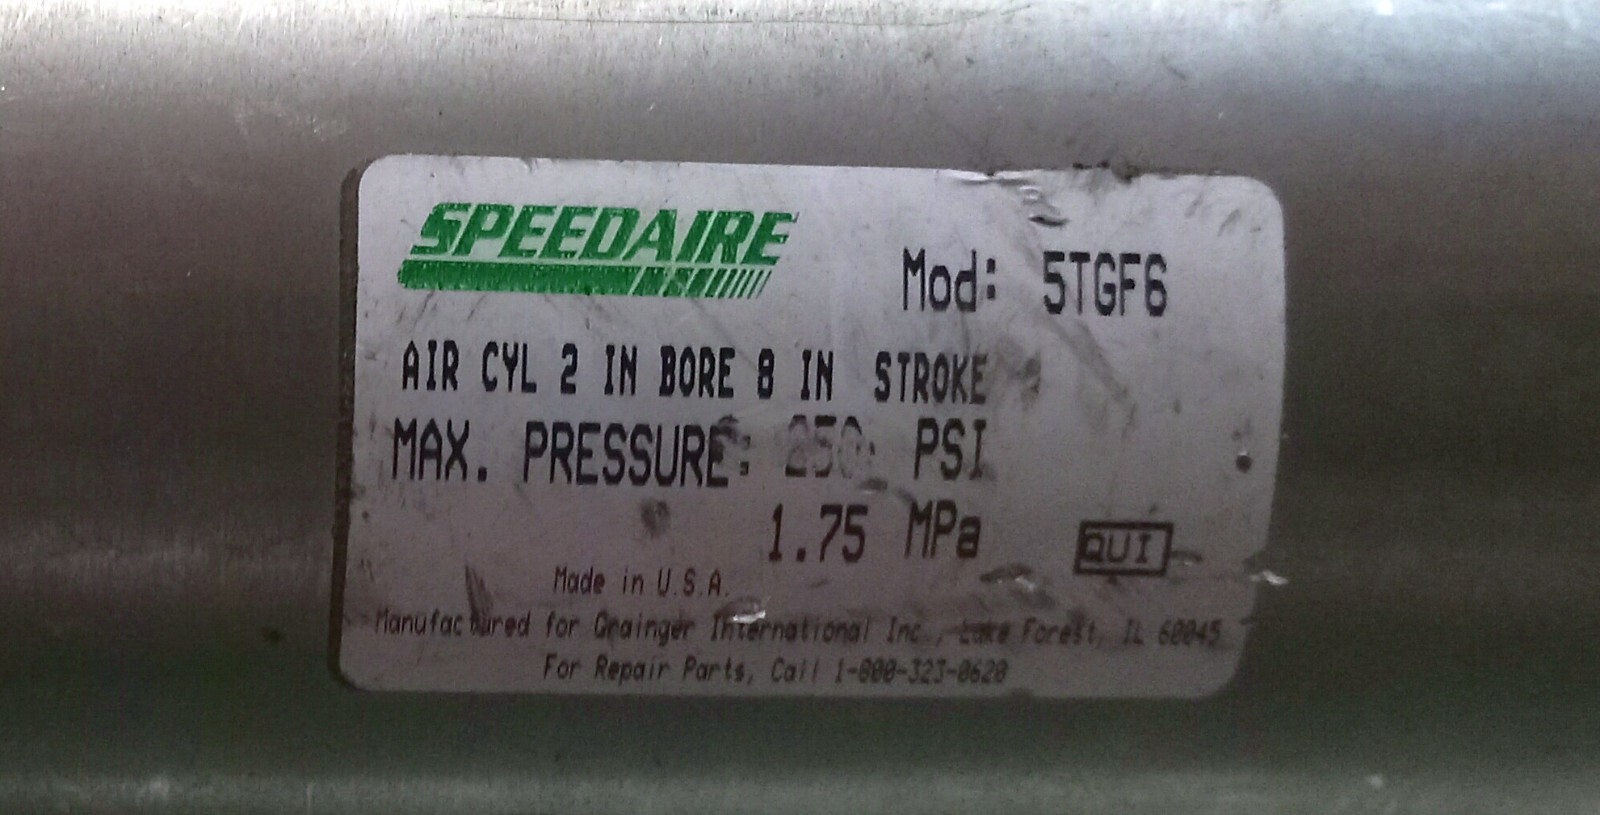 SPEEDAIRE
Mod: 5TGF6
AIR CYL 2 IN BORE 8 IN STROKE
MAX. PRESSURE: 250 PSI
1.75 MPa
QUI
Made in U.S.A.
Manufactured for Grainger International Inc., Lake Forest, IL 60045
For Repair Parts, Call 1-800-323-0620